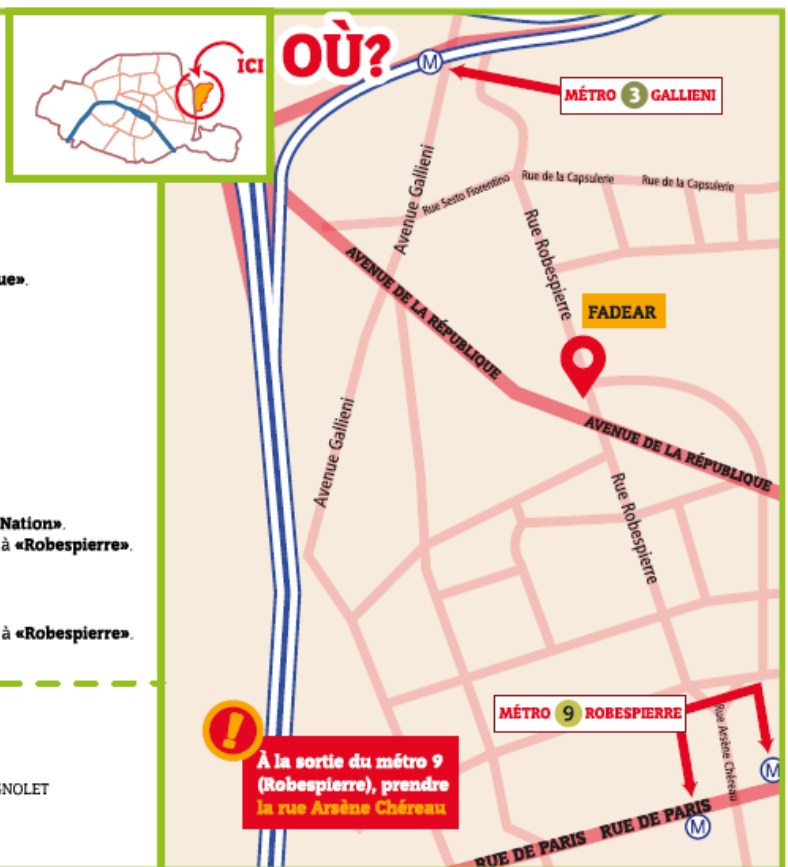 ICI
OÙ?
MÉTRO 3 GALLIENI
Avenue Gallieni
Rue Sesto Fiorentino
Rue de la Capsulerie
Rue de la Capsulerie
Rue Robespierre
AVENUE DE LA RÉPUBLIQUE
FADEAR
AVENUE DE LA RÉPUBLIQUE
Avenue Gallieni
Rue Robespierre
ue».
Nation».
à «Robespierre».
à «Robespierre».
MÉTRO 9 ROBESPIERRE
Rue Arsène Chéreau
!
À la sortie du métro 9
(Robespierre), prendre
la rue Arsène Chéreau
GNOLET
RUE DE PARIS RUE DE PARIS
M
M
M